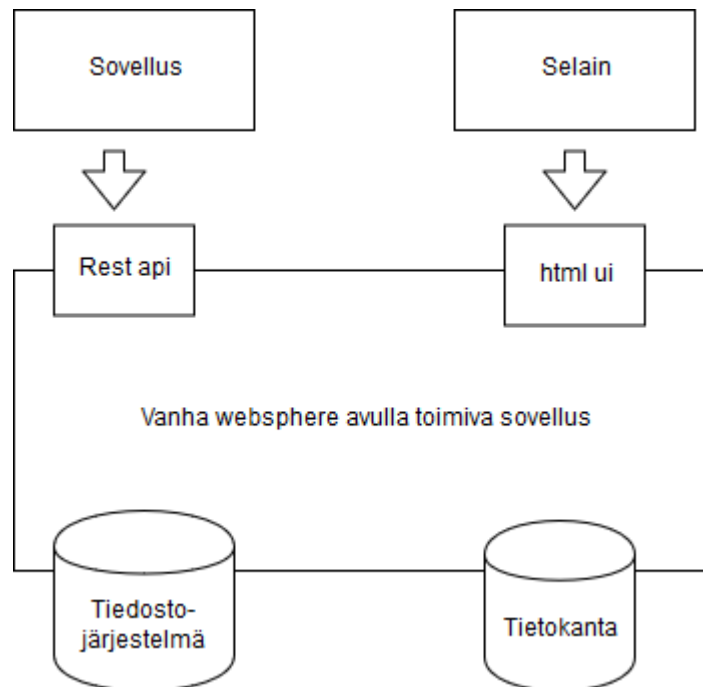 Sovellus
Selain
Rest api
html ui
Vanha websphere avulla toimiva sovellus
Tiedosto-
järjestelmä
Tietokanta